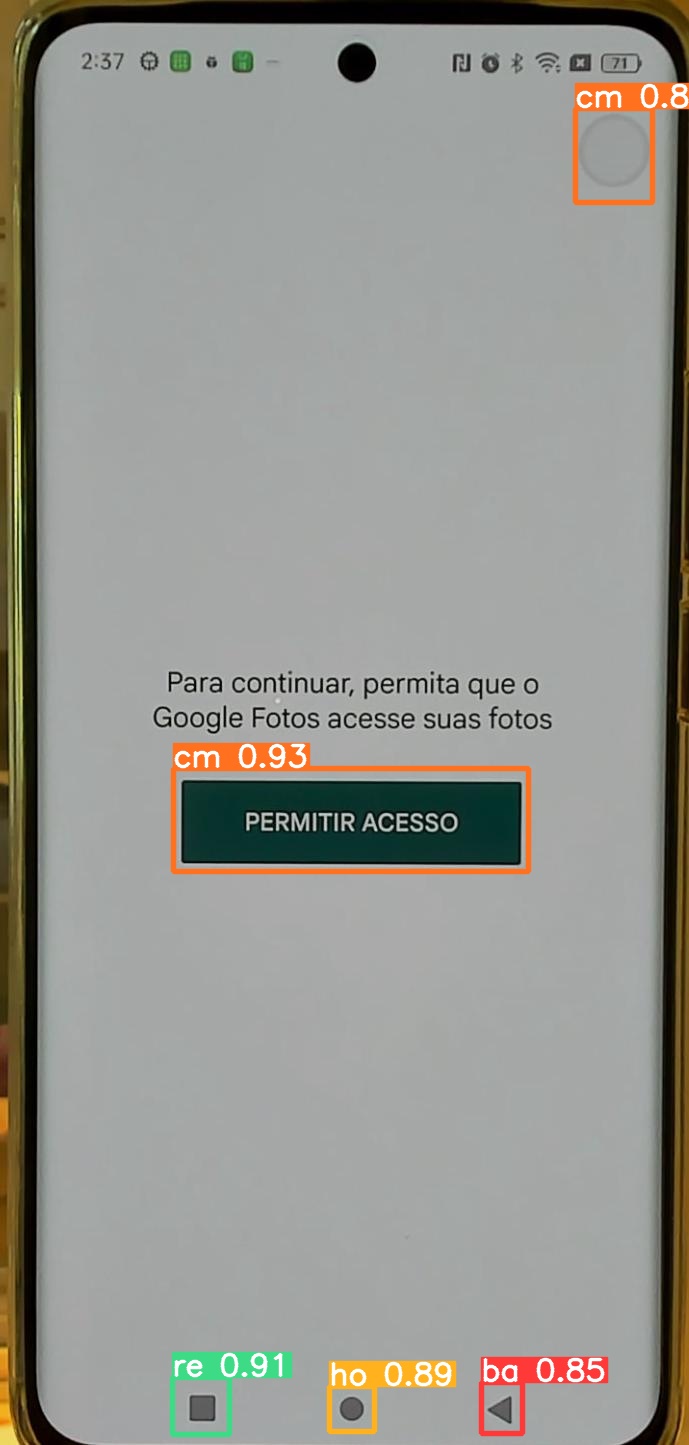 2:37
71
cm 0.8
Para continuar, permita que o
Google Fotos acesse suas fotos
cm 0.93
PERMITIR ACESSO
re 0.91
ho 0.89
ba 0.85